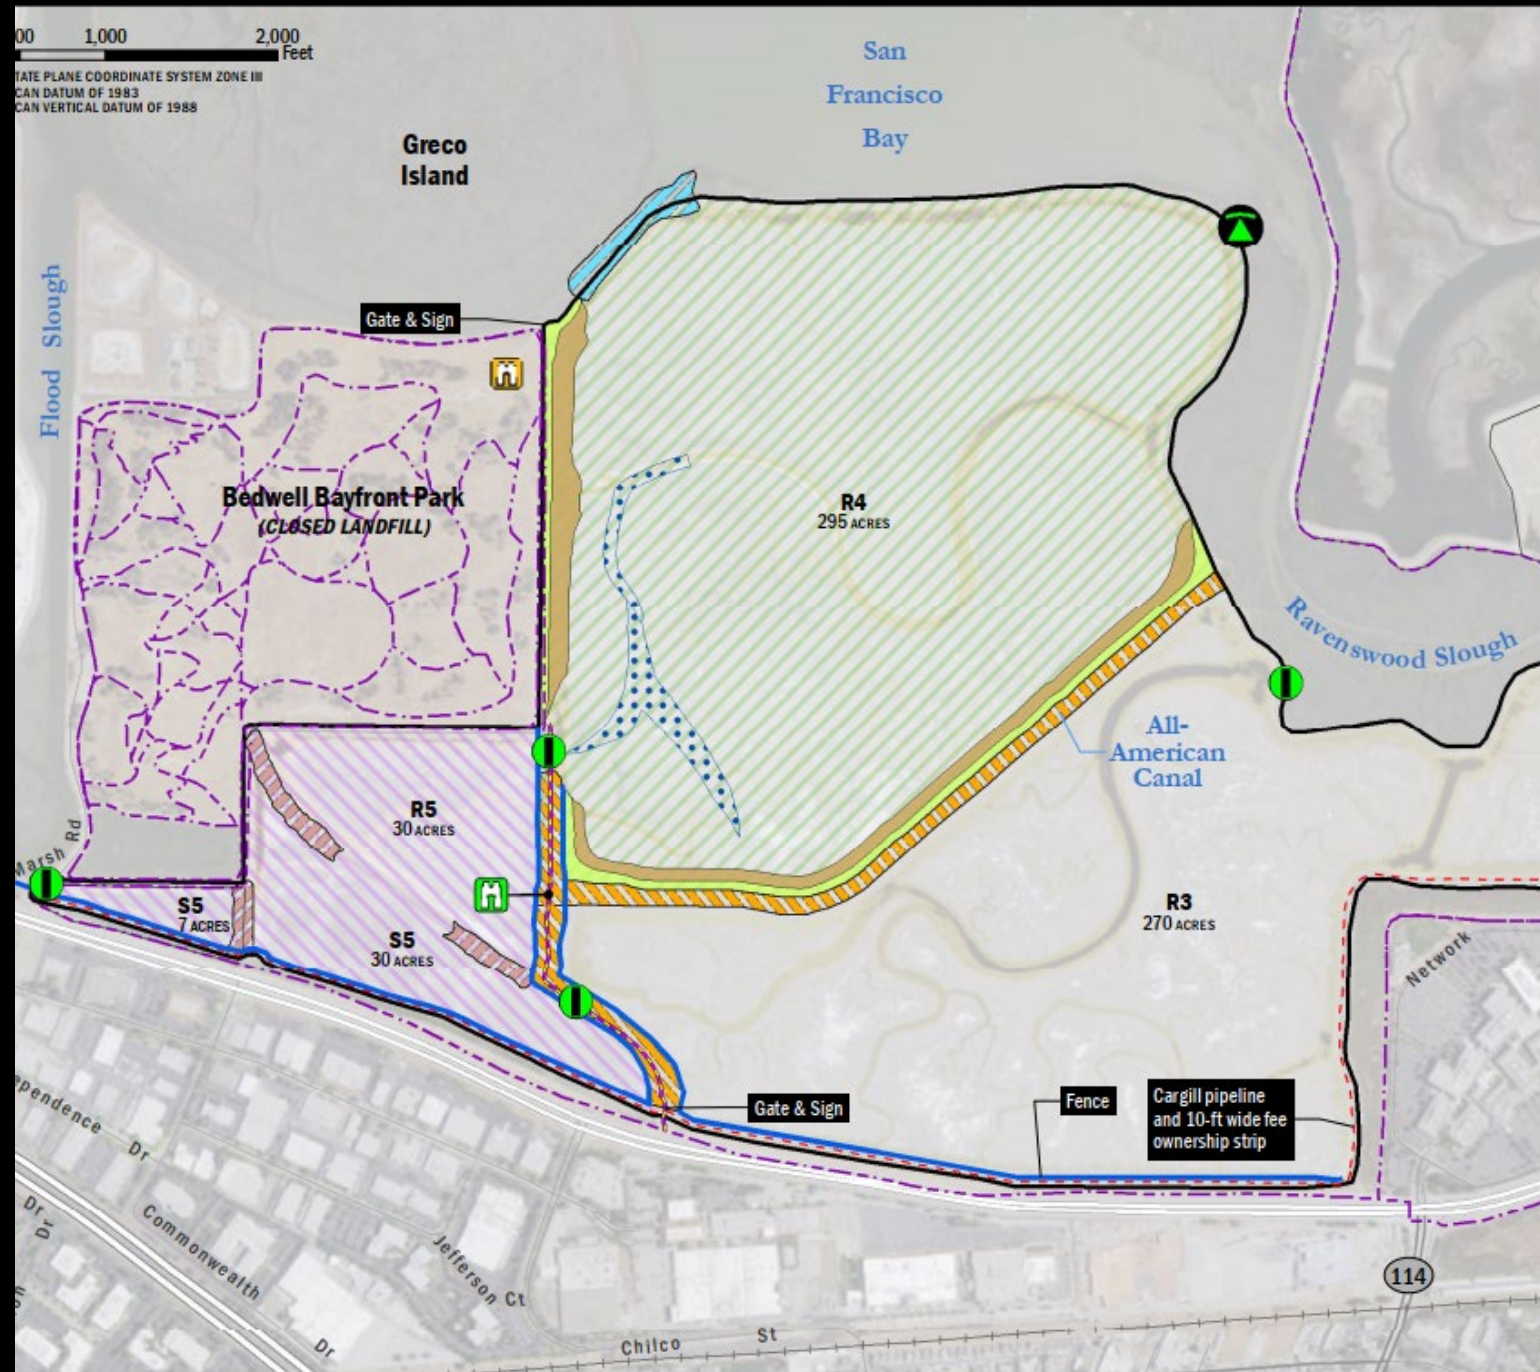 00 1,000 2,000
Feet
TATE PLANE COORDINATE SYSTEM ZONE III
CAN DATUM OF 1983
CAN VERTICAL DATUM OF 1988
San
Francisco
Bay
Greco
Island
Flood Slough
Gate & Sign
Bedwell Bayfront Park
(CLOSED LANDFILL)
R4
295 ACRES
Ravenswood Slough
All-
American
Canal
R5
30 ACRES
Marsh Rd
S5
7 ACRES
S5
30 ACRES
R3
270 ACRES
Network
Gate & Sign
Fence
Cargill pipeline
and 10-ft wide fee
ownership strip
ependence Dr
Dr
Dr
Commonwealth
Dr
Jefferson Ct
Chilco St
114